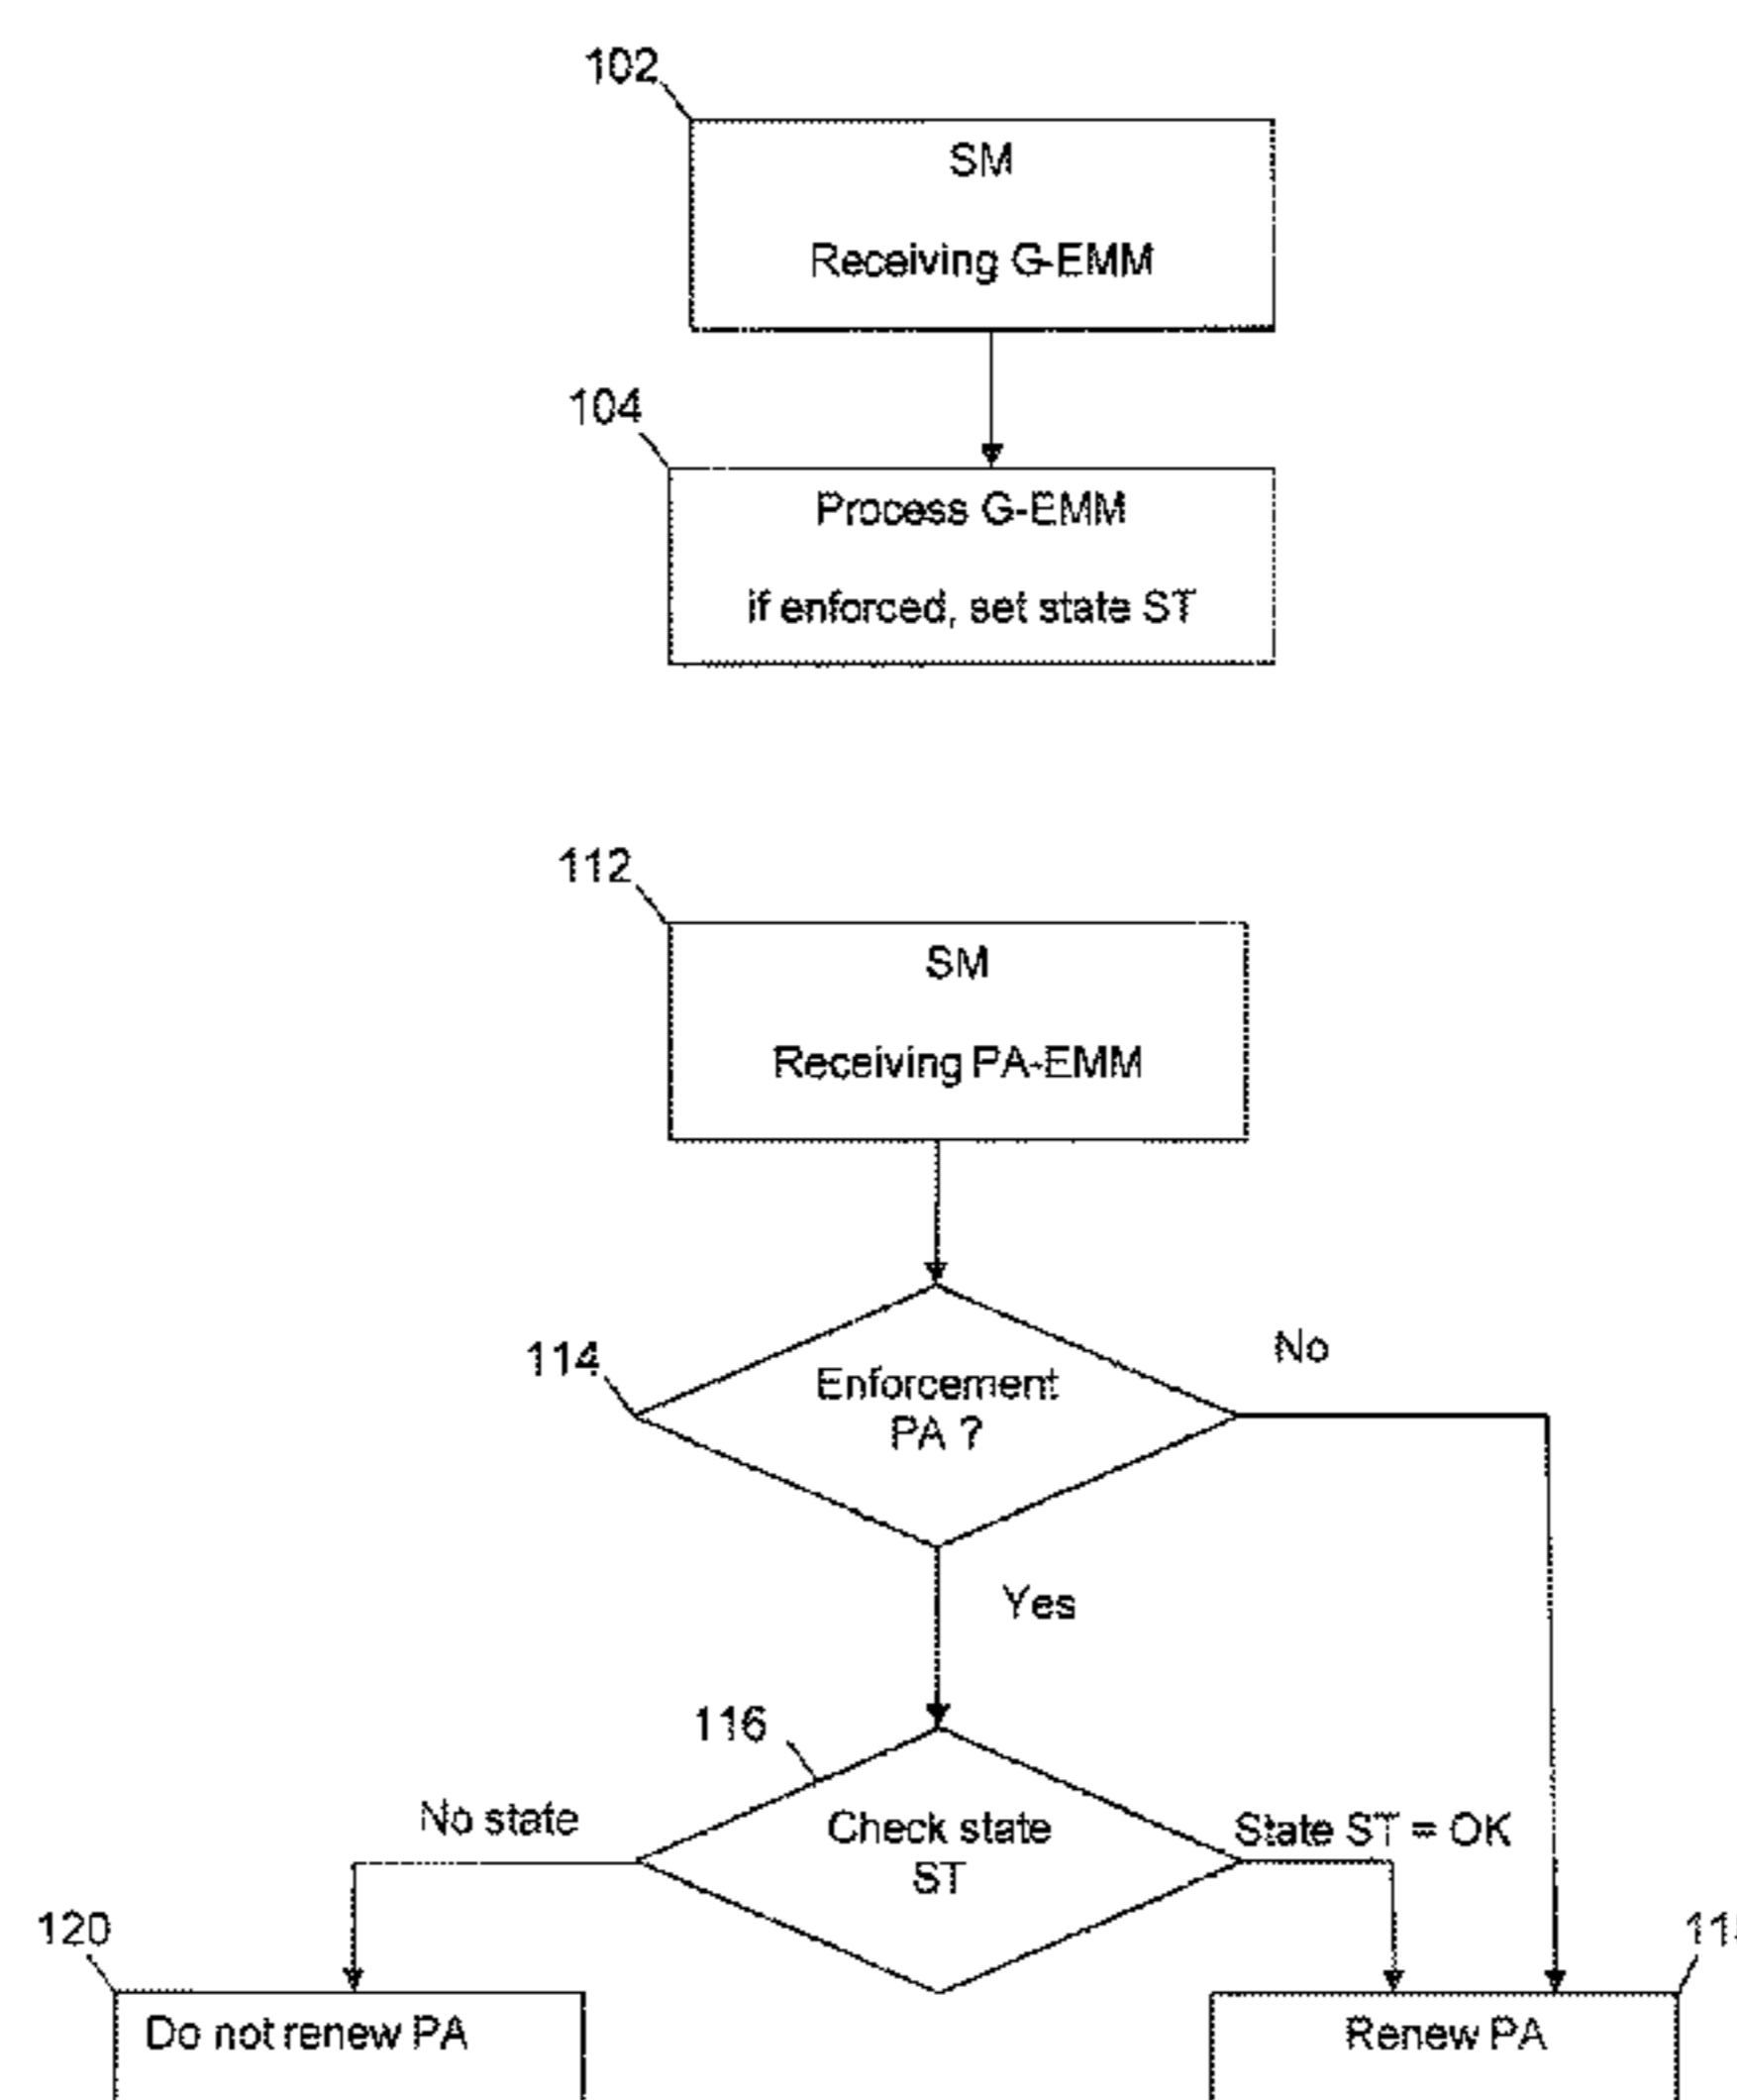 102
SM
Receiving G-EMM
104
Process G-EMM
if enforced, set state ST
112
SM
Receiving PA-EMM
114
Enforcement
PA ?
No
Yes
116
No state
Check state
ST
State ST = OK
120
Do not renew PA
Renew PA